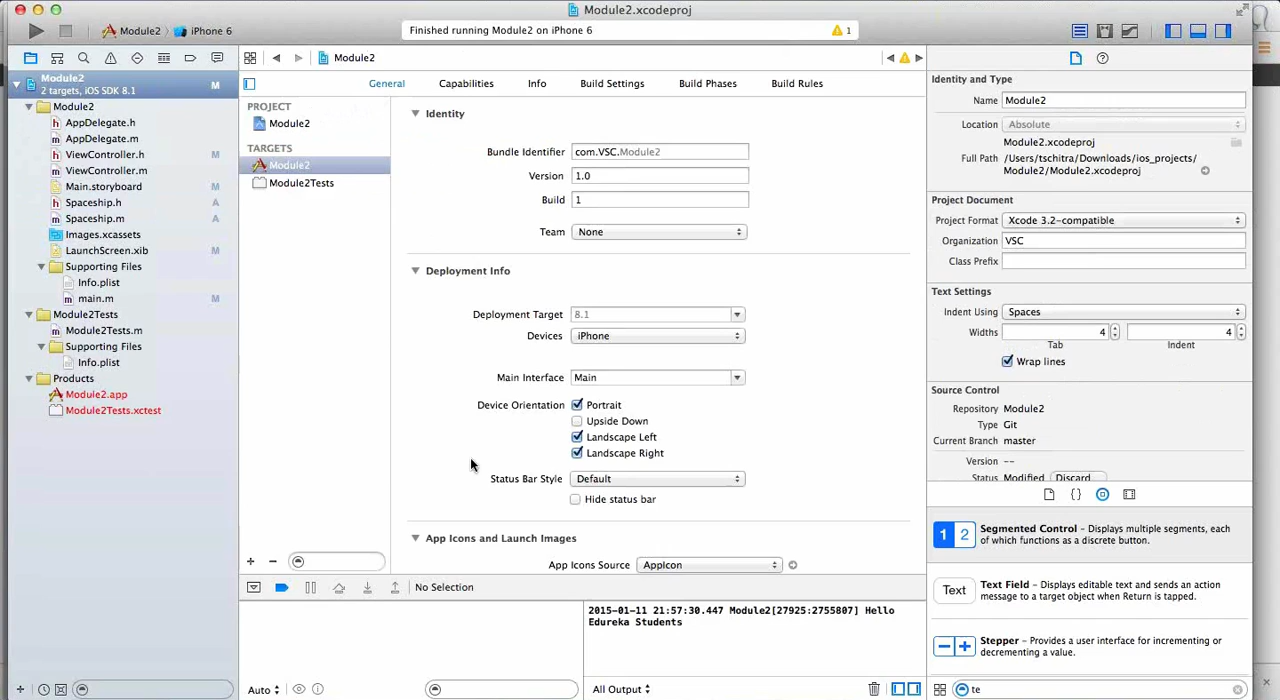 Module2.xcodeproj
Module2 iPhone 6
Finished running Module2 on iPhone 6
1
Module2
2 targets, iOS SDK 8.1
M
Module2
AppDelegate.h
AppDelegate.m
ViewController.h
M
ViewController.m
Main.storyboard
M
Spaceship.h
A
Spaceship.m
A
Images.xcassets
LaunchScreen.xib
M
Supporting Files
Info.plist
main.m
M
Module2Tests
Module2Tests.m
Supporting Files
Info.plist
Products
Module2.app
Module2Tests.xctest
Module2
General
Capabilities
Info
Build Settings
Build Phases
Build Rules
PROJECT
Module2
TARGETS
Module2
Module2Tests
Identity
Bundle Identifier com.VSC.Module2
Version 1.0
Build 1
Team None
Deployment Info
Deployment Target 8.1
Devices iPhone
Main Interface Main
Device Orientation Portrait
Upside Down
Landscape Left
Landscape Right
Status Bar Style Default
Hide status bar
App Icons and Launch Images
App Icons Source AppIcon
No Selection
2015-01-11 21:57:30.447 Module2[27925:2755807] Hello
Edureka Students
Auto
All Output
Identity and Type
Name Module2
Location Absolute
Module2.xcodeproj
Full Path /Users/tschitra/Downloads/ios_projects/
Module2/Module2.xcodeproj
Project Document
Project Format Xcode 3.2-compatible
Organization VSC
Class Prefix
Text Settings
Indent Using Spaces
Widths 4 4
Tab Indent
Wrap lines
Source Control
Repository Module2
Type Git
Current Branch master
Version --
Status Modified Discard
1 2
Segmented Control – Displays multiple segments, each
of which functions as a discrete button.
Text
Text Field – Displays editable text and sends an action
message to a target object when Return is tapped.
Stepper – Provides a user interface for incrementing or
decrementing a value.
te